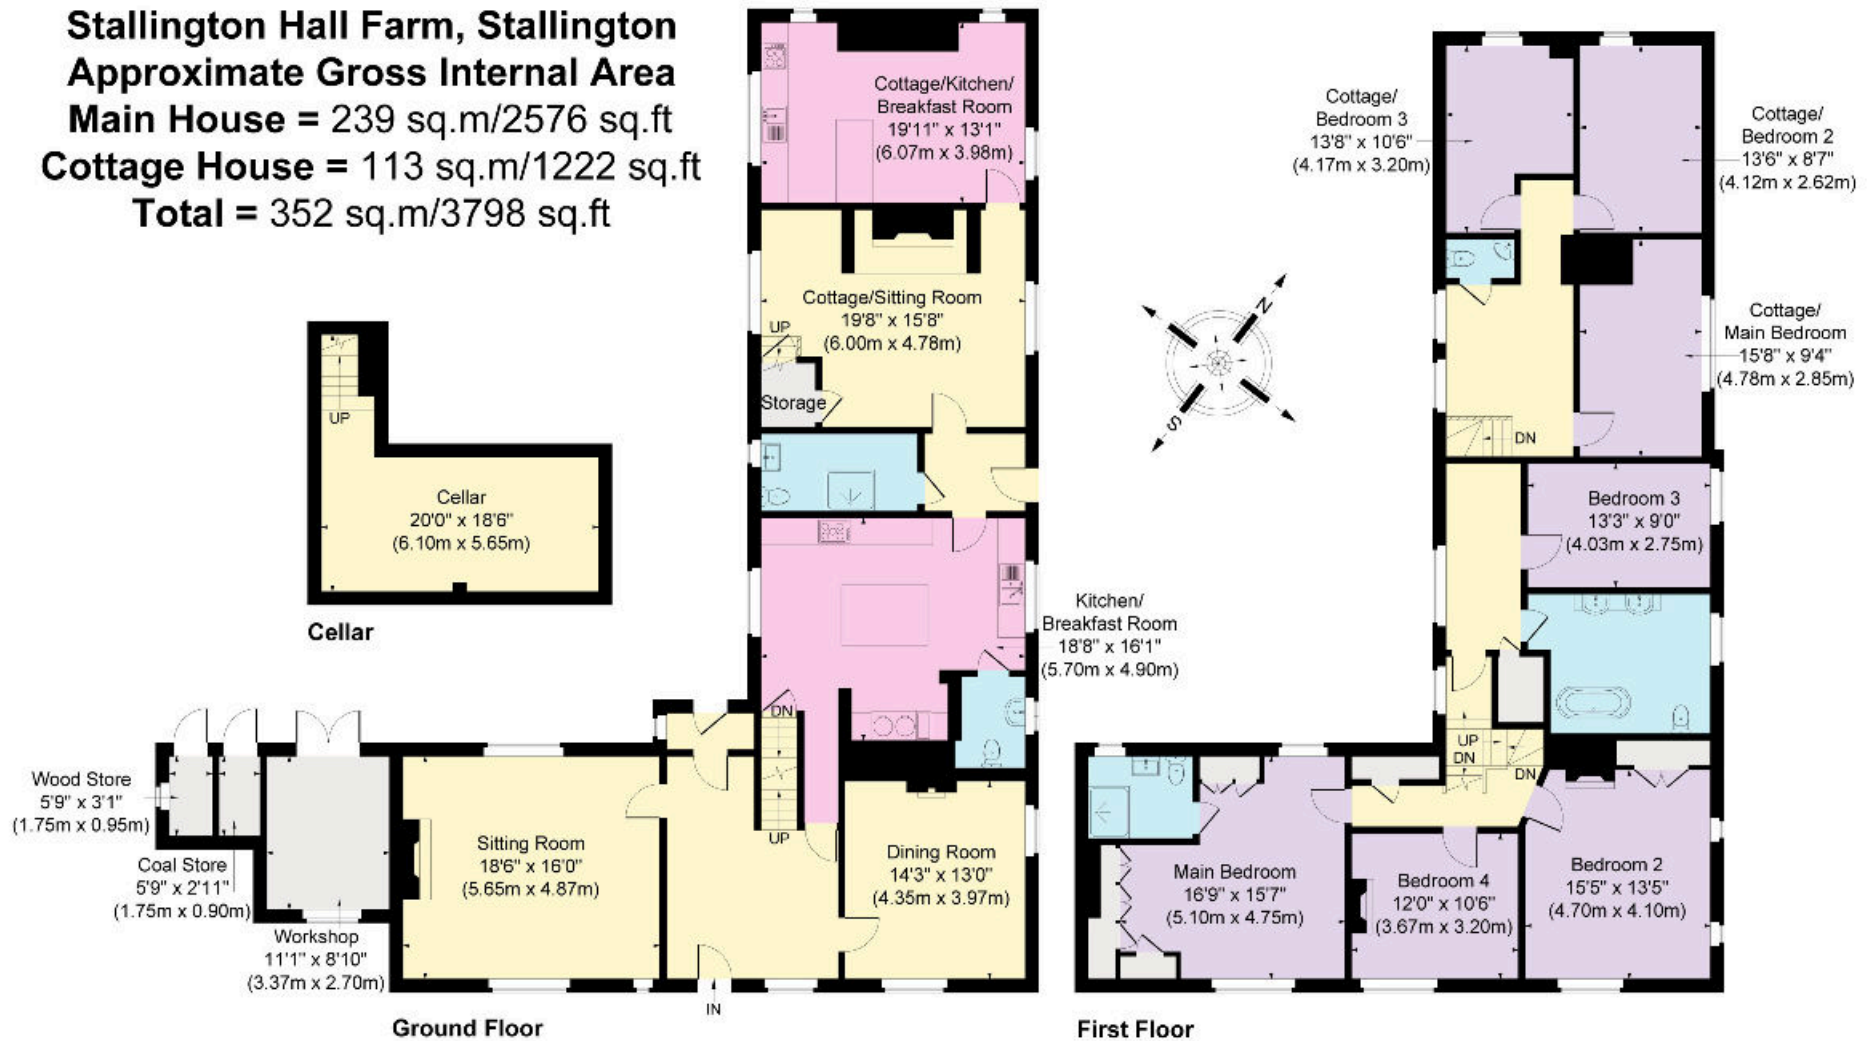 Stallington Hall Farm, Stallington
Approximate Gross Internal Area
Main House = 239 sq.m/2576 sq.ft
Cottage House = 113 sq.m/1222 sq.ft
Total = 352 sq.m/3798 sq.ft
UP
Cellar
20'0" x 18'6"
(6.10m x 5.65m)
Cellar
Cottage/Kitchen/
Breakfast Room
19'11" x 13'1"
(6.07m x 3.98m)
Cottage/Sitting Room
19'8" x 15'8"
(6.00m x 4.78m)
UP
Storage
Kitchen/
Breakfast Room
18'8" x 16'1"
(5.70m x 4.90m)
DN
UP
Wood Store
5'9" x 3'1"
(1.75m x 0.95m)
Coal Store
5'9" x 2'11"
(1.75m x 0.90m)
Workshop
11'1" x 8'10"
(3.37m x 2.70m)
Sitting Room
18'6" x 16'0"
(5.65m x 4.87m)
Dining Room
14'3" x 13'0"
(4.35m x 3.97m)
IN
Ground Floor
N
S
Cottage/
Bedroom 3
13'8" x 10'6"
(4.17m x 3.20m)
Cottage/
Bedroom 2
13'6" x 8'7"
(4.12m x 2.62m)
Cottage/
Main Bedroom
15'8" x 9'4"
(4.78m x 2.85m)
DN
Bedroom 3
13'3" x 9'0"
(4.03m x 2.75m)
UP
DN
DN
Main Bedroom
16'9" x 15'7"
(5.10m x 4.75m)
Bedroom 4
12'0" x 10'6"
(3.67m x 3.20m)
Bedroom 2
15'5" x 13'5"
(4.70m x 4.10m)
First Floor